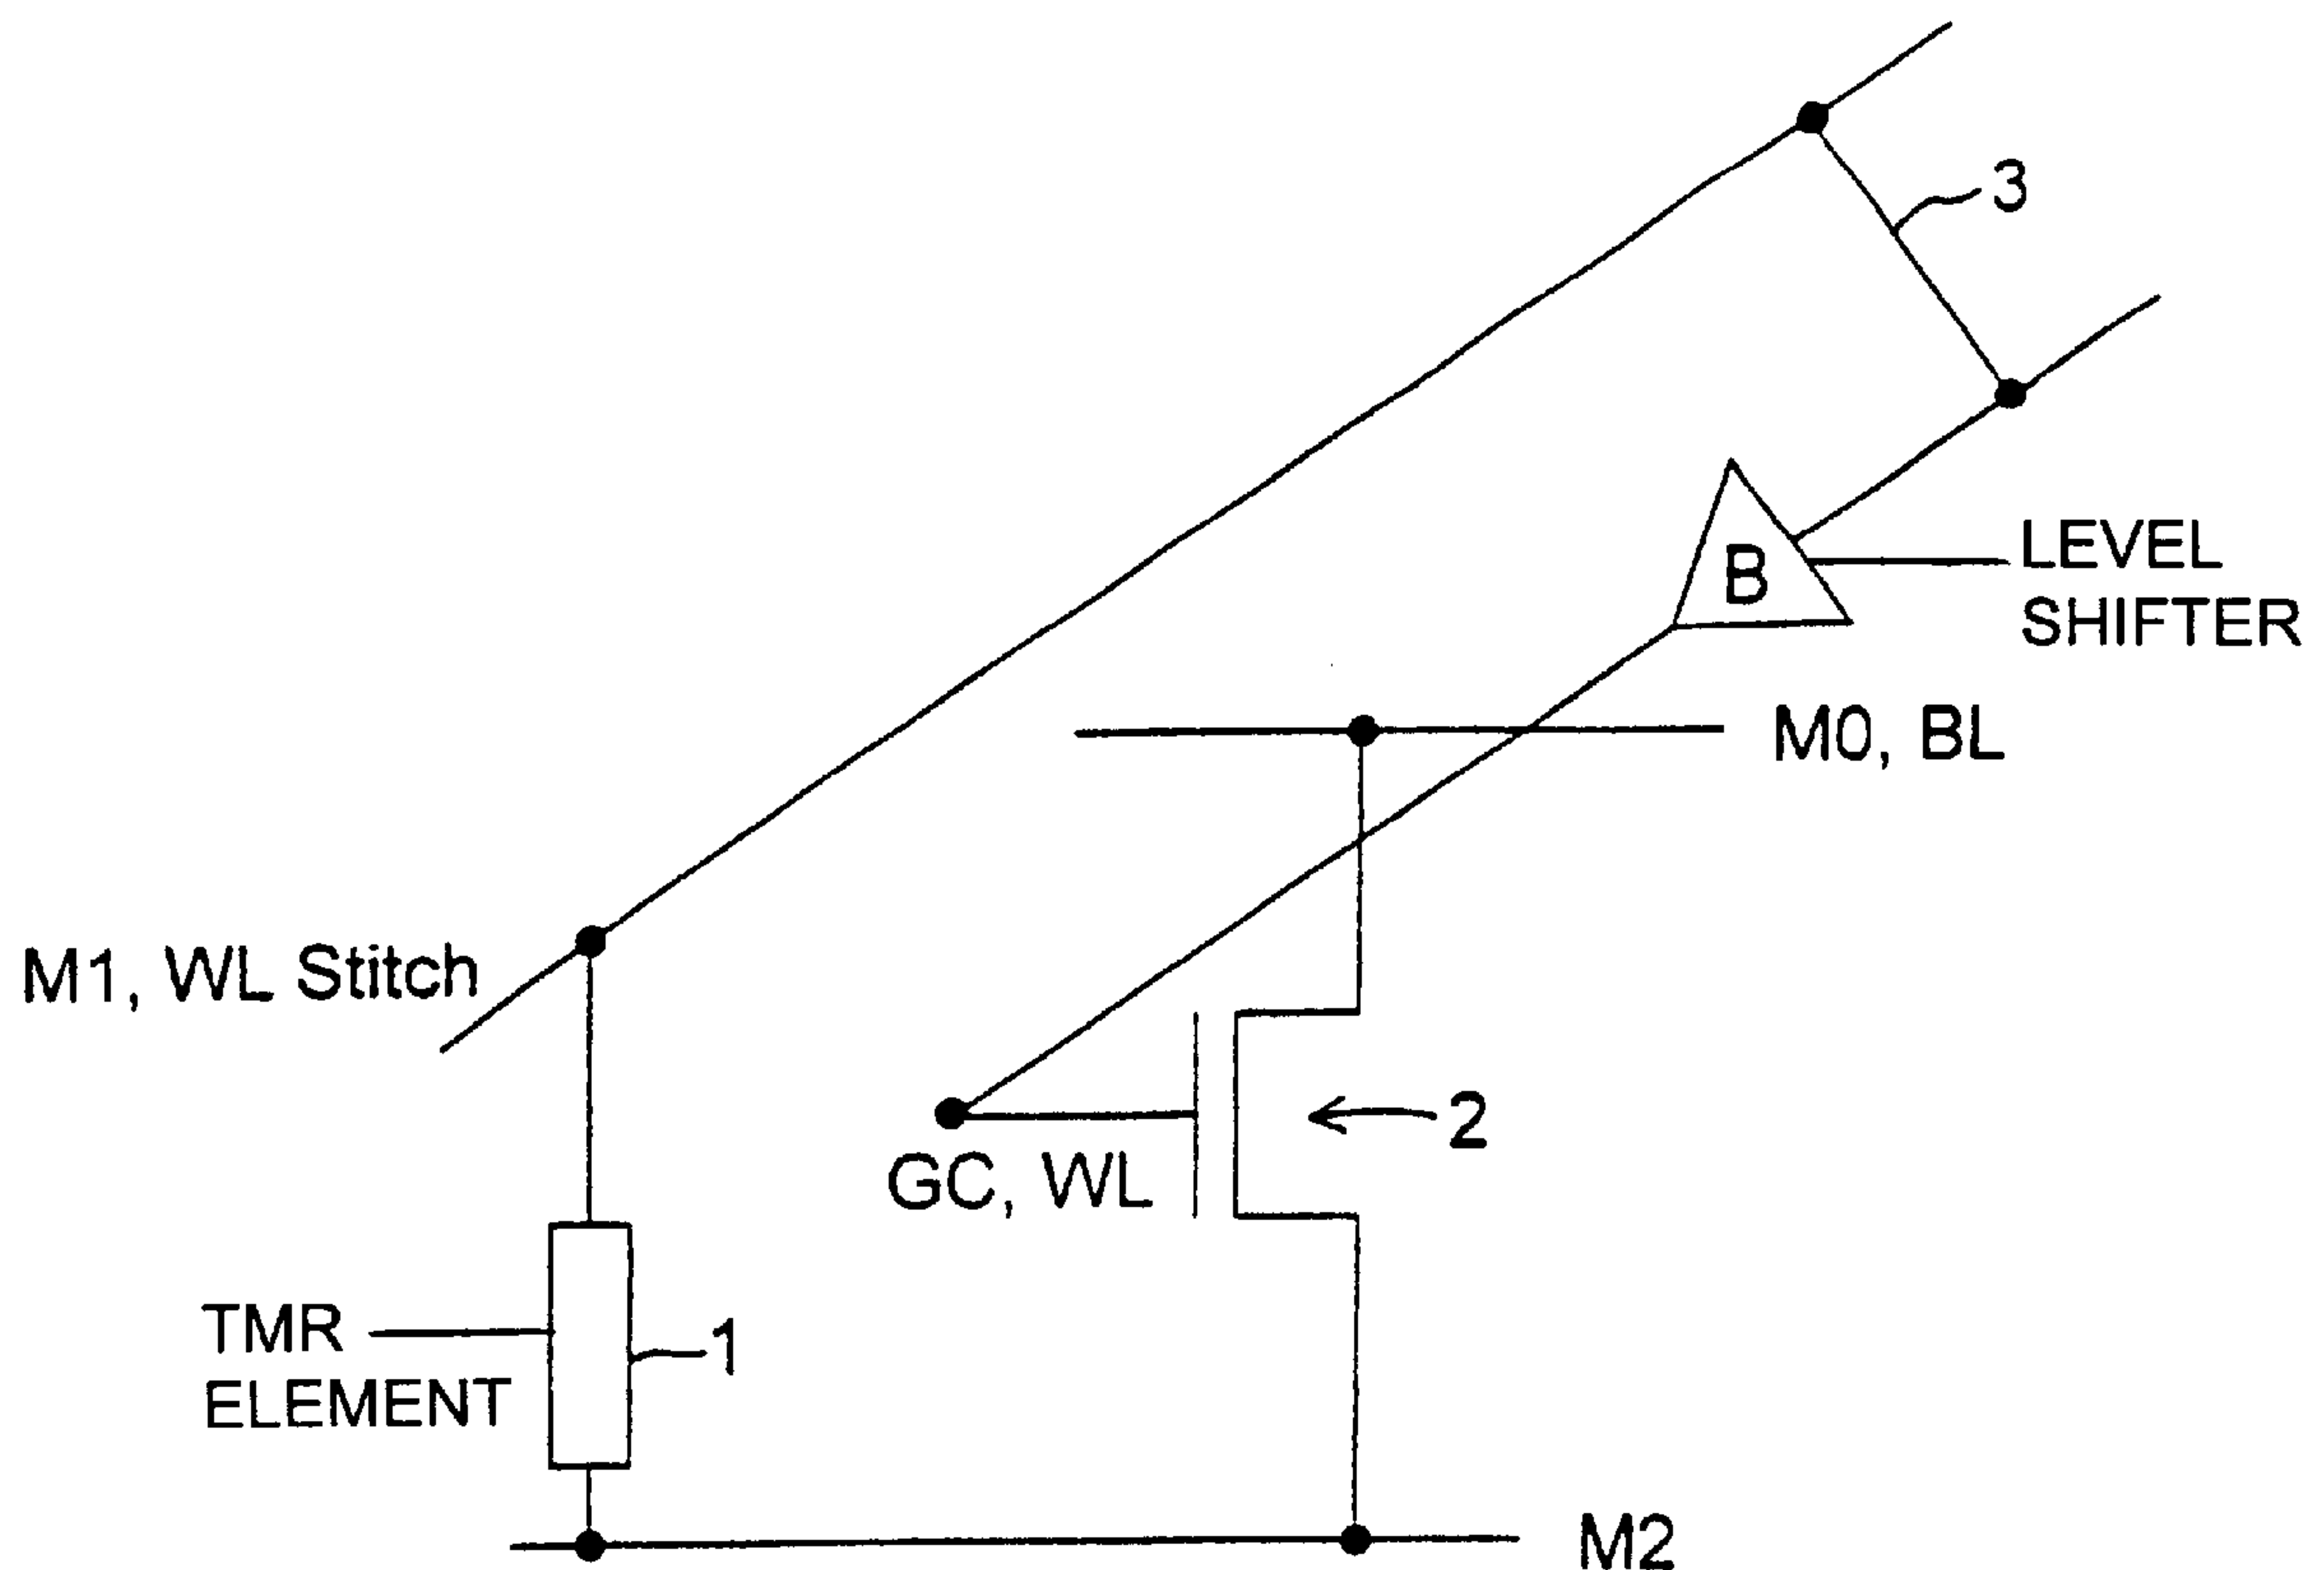 3
B
LEVEL
SHIFTER
M0, BL
M1, WL Stitch
2
GC, WL
TMR
ELEMENT
1
M2